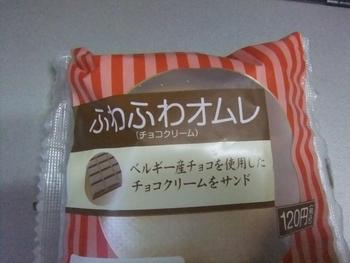 ふわふわオムレ
(チョコクリーム)
ベルギー産チョコを使用した
チョコクリームをサンド
120円